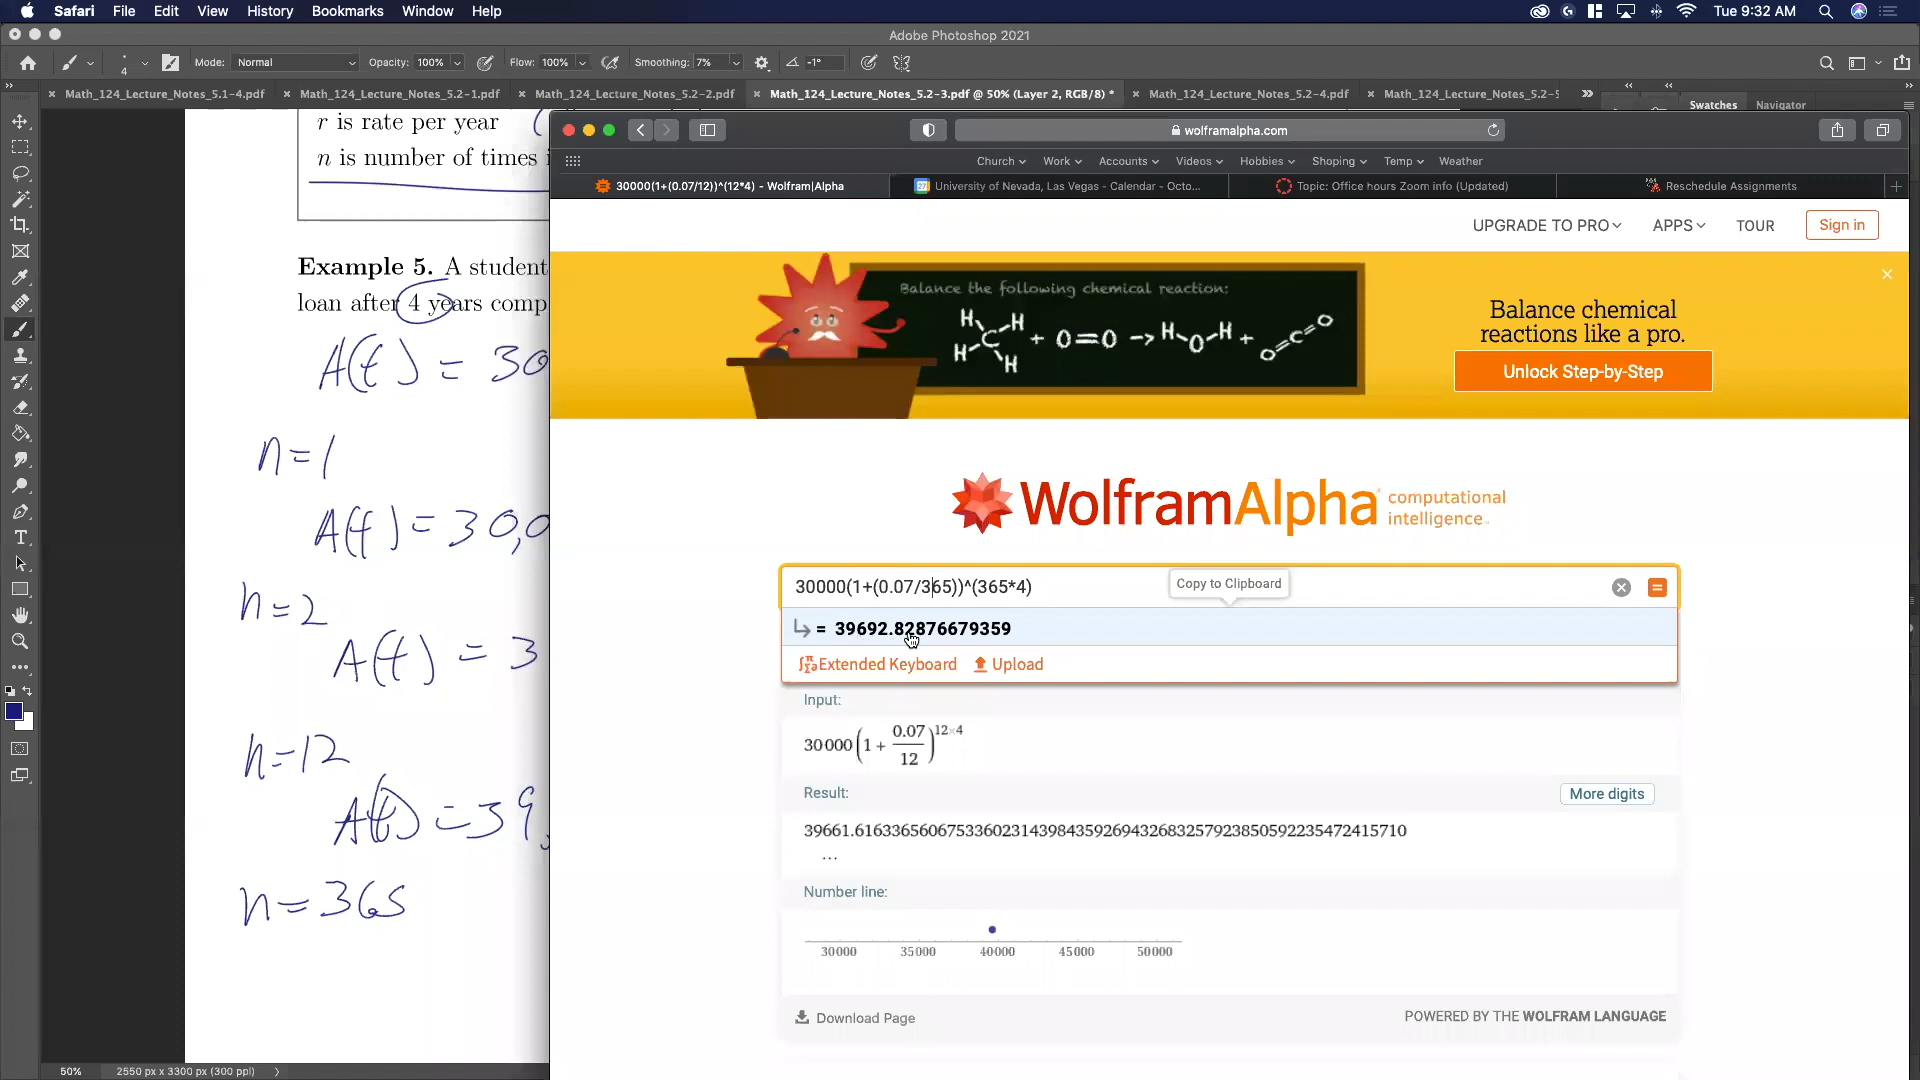 Safari File Edit View History Bookmarks Window Help Tue 9:32 AM
Adobe Photoshop 2021
4 Mode: Normal Opacity: 100% Flow: 100% Smoothing: 7% -1°
Math_124_Lecture_Notes_5.1-4.pdf Math_124_Lecture_Notes_5.2-1.pdf Math_124_Lecture_Notes_5.2-2.pdf Math_124_Lecture_Notes_5.2-3.pdf @ 50% (Layer 2, RGB/8) * Math_124_Lecture_Notes_5.2-4.pdf Math_124_Lecture_Notes_5.2-5
Swatches Navigator
r is rate per year
n is number of times i
Example 5. A student
loan after 4 years comp
A(t) = 30
n=1
A(t) = 30,0
n=2
A(t) = 3
n=12
A(t) = 39,
n=365
wolframalpha.com
Church Work Accounts Videos Hobbies Shoping Temp Weather
30000(1+(0.07/12))^(12*4) - Wolfram|Alpha University of Nevada, Las Vegas - Calendar - Octo... Topic: Office hours Zoom info (Updated) Reschedule Assignments
UPGRADE TO PRO APPS TOUR Sign in
Balance the following chemical reaction:
H C H H H + O=O → H O H + O=C=O
Balance chemical
reactions like a pro.
Unlock Step-by-Step
WolframAlpha computational
intelligence™
30000(1+(0.07/365))^(365*4)
Copy to Clipboard
= 39692.82876679359
Extended Keyboard Upload
Input:
30000 (1 + 0.07/12)^12×4
Result:
More digits
39661.61633656067533602314398435926943268325792385059223547241571​0
...
Number line:
30000 35000 40000 45000 50000
Download Page
POWERED BY THE WOLFRAM LANGUAGE
50% 2550 px x 3300 px (300 ppi)